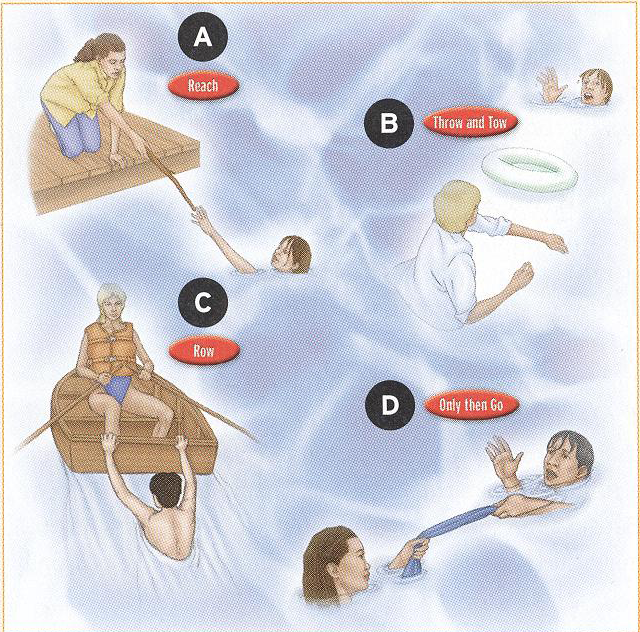 A
Reach
B
Throw and Tow
C
Row
D
Only then Go